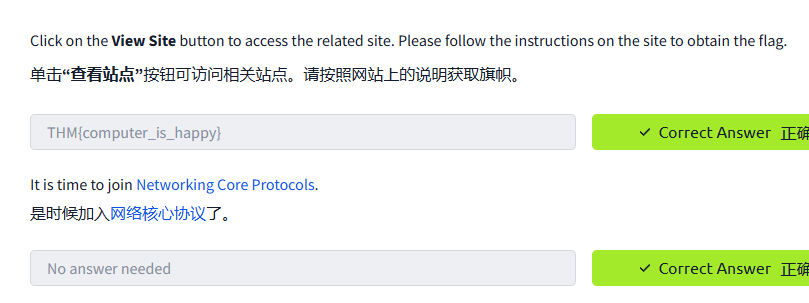 Click on the View Site button to access the related site. Please follow the instructions on the site to obtain the flag.
单击“查看站点”按钮可访问相关站点。请按照网站上的说明获取旗帜。
THM{computer_is_happy}
✓ Correct Answer 正确
It is time to join Networking Core Protocols.
是时候加入网络核心协议了。
No answer needed
✓ Correct Answer 正确